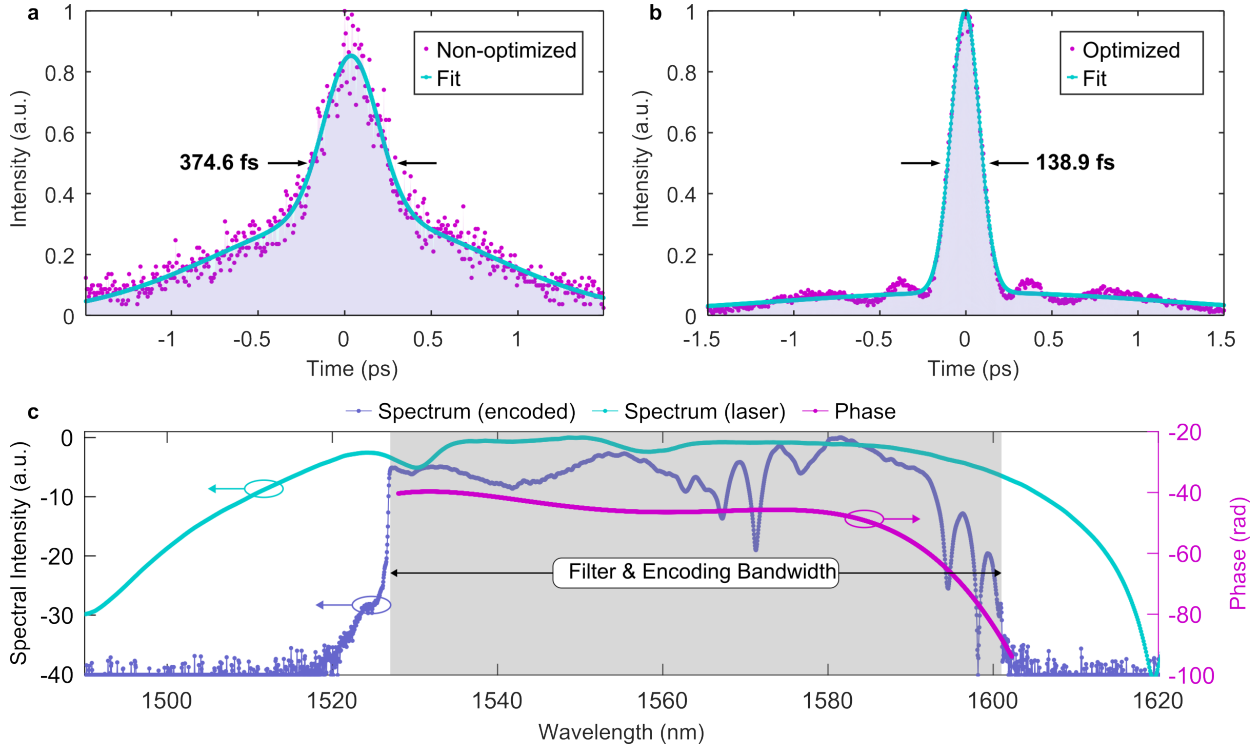 a
1
0.8
0.6
0.4
0.2
0
Intensity (a.u.)
Non-optimized
Fit
374.6 fs
-1
-0.5
0
0.5
1
Time (ps)
b
1
0.8
0.6
0.4
0.2
0
Intensity (a.u.)
Optimized
Fit
138.9 fs
-1.5
-1
-0.5
0
0.5
1
1.5
Time (ps)
c
Spectrum (encoded)
Spectrum (laser)
Phase
0
-10
-20
-30
-40
Spectral Intensity (a.u.)
Filter & Encoding Bandwidth
-20
-40
-60
-80
-100
Phase (rad)
1500
1520
1540
1560
1580
1600
1620
Wavelength (nm)